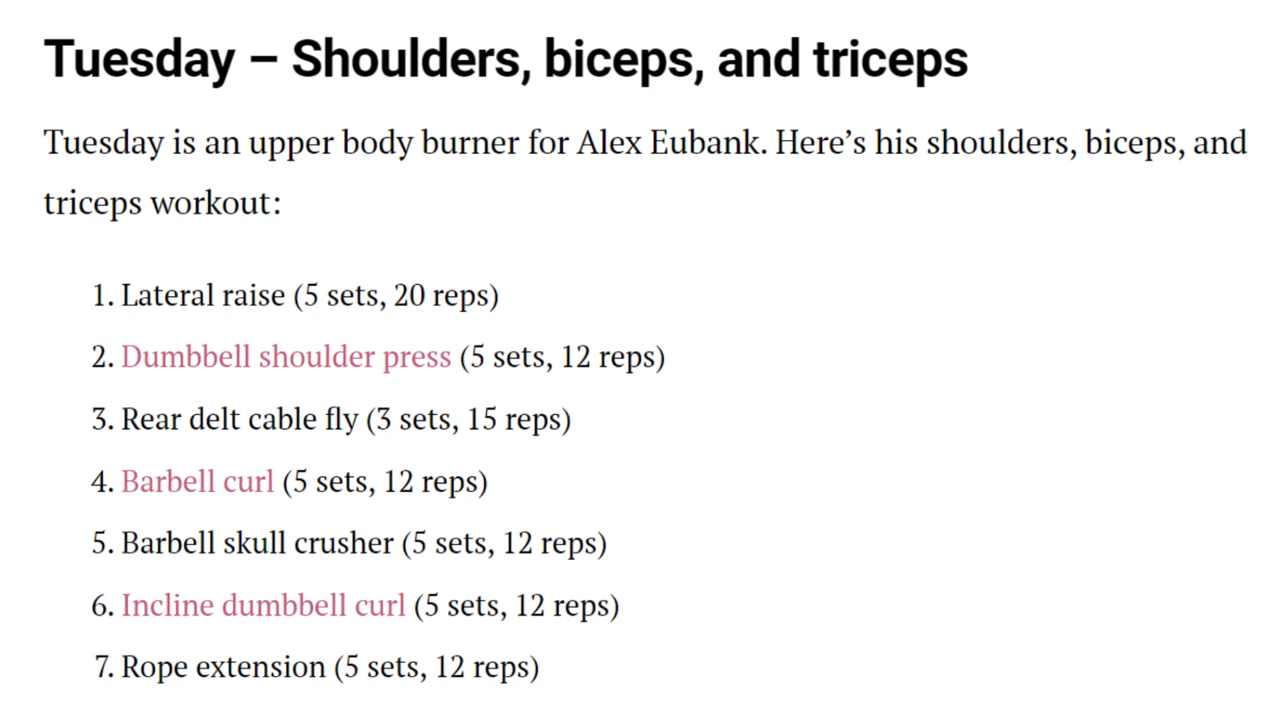 Tuesday – Shoulders, biceps, and triceps
Tuesday is an upper body burner for Alex Eubank. Here’s his shoulders, biceps, and
triceps workout:
1. Lateral raise (5 sets, 20 reps)
2. Dumbbell shoulder press (5 sets, 12 reps)
3. Rear delt cable fly (3 sets, 15 reps)
4. Barbell curl (5 sets, 12 reps)
5. Barbell skull crusher (5 sets, 12 reps)
6. Incline dumbbell curl (5 sets, 12 reps)
7. Rope extension (5 sets, 12 reps)